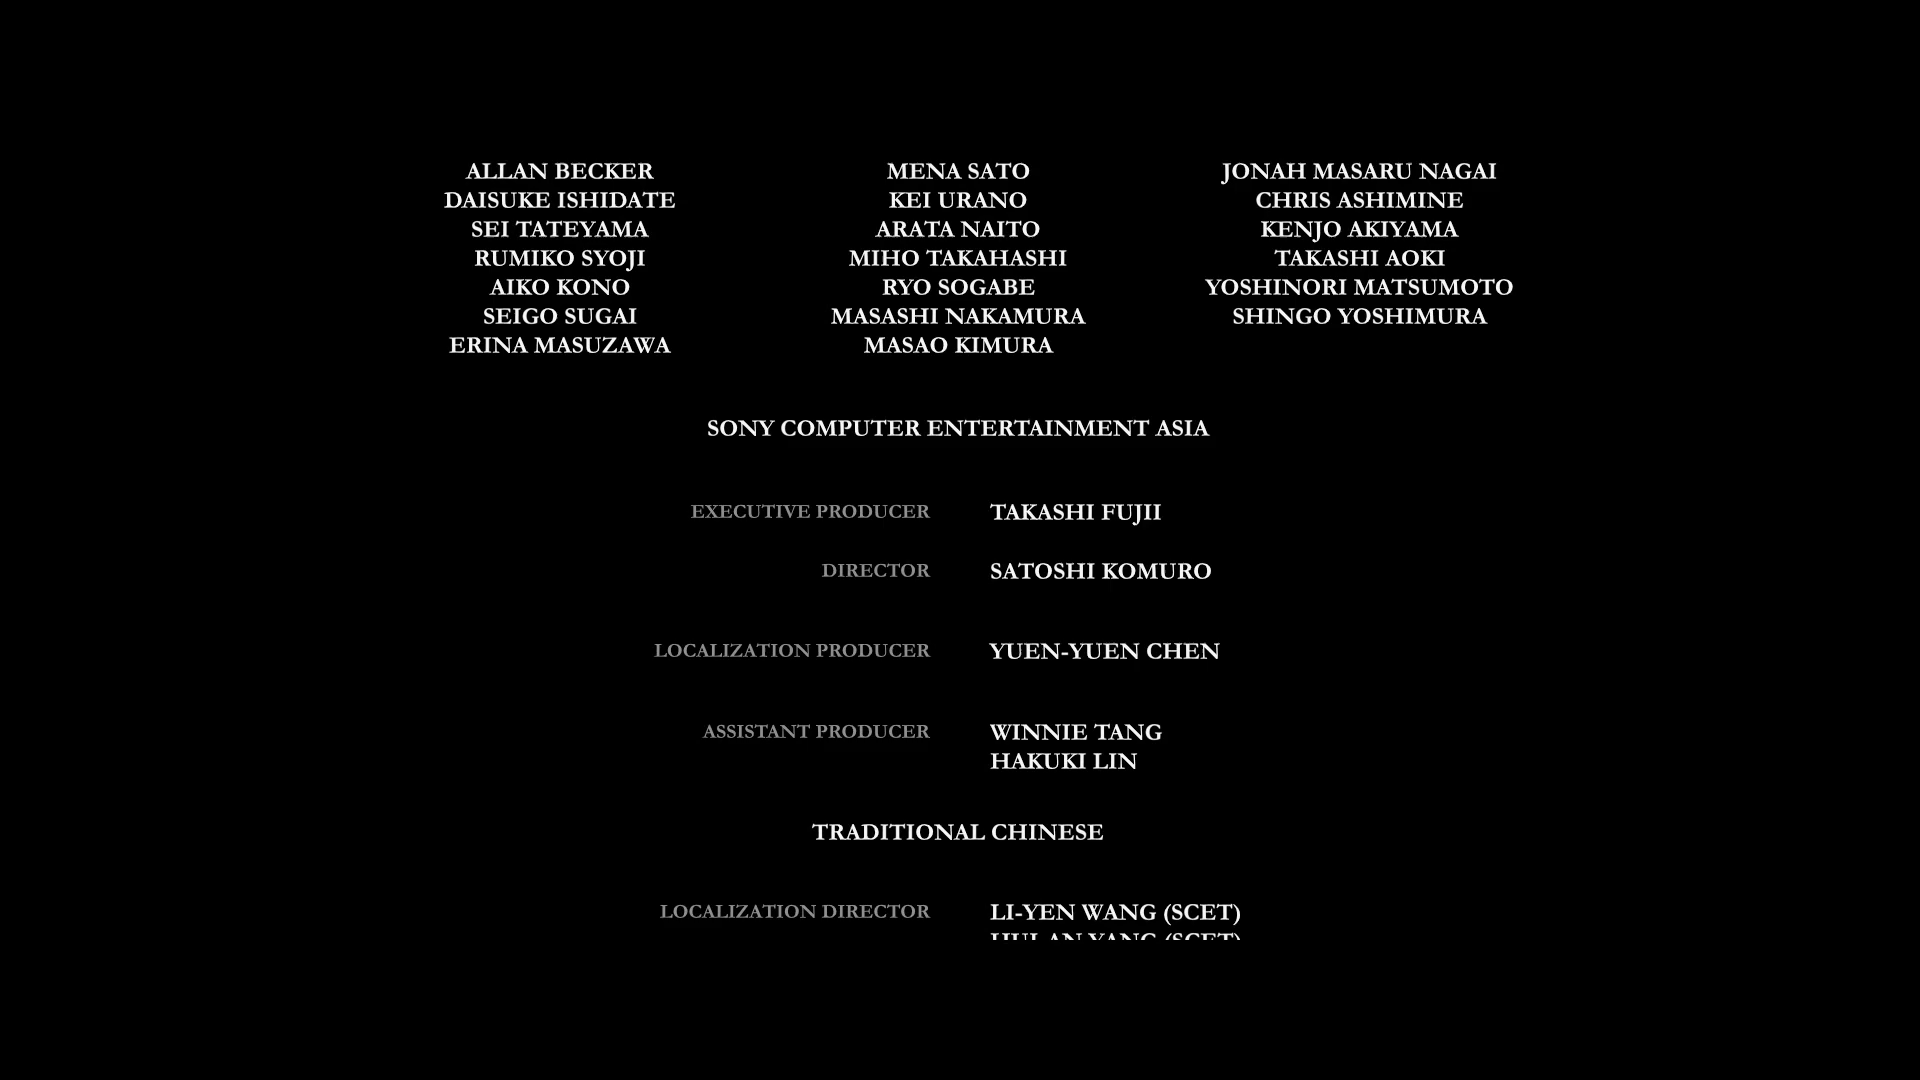 ALLAN BECKER MENA SATO JONAH MASARU NAGAI
DAISUKE ISHIDATE KEI URANO CHRIS ASHIMINE
SEI TATEYAMA ARATA NAITO KENJO AKIYAMA
RUMIKO SYOJI MIHO TAKAHASHI TAKASHI AOKI
AIKO KONO RYO SOGABE YOSHINORI MATSUMOTO
SEIGO SUGAI MASASHI NAKAMURA SHINGO YOSHIMURA
ERINA MASUZAWA MASAO KIMURA
SONY COMPUTER ENTERTAINMENT ASIA
EXECUTIVE PRODUCER TAKASHI FUJII
DIRECTOR SATOSHI KOMURO
LOCALIZATION PRODUCER YUEN-YUEN CHEN
ASSISTANT PRODUCER WINNIE TANG
HAKUKI LIN
TRADITIONAL CHINESE
LOCALIZATION DIRECTOR LI-YEN WANG (SCET)
YANG (SCET)